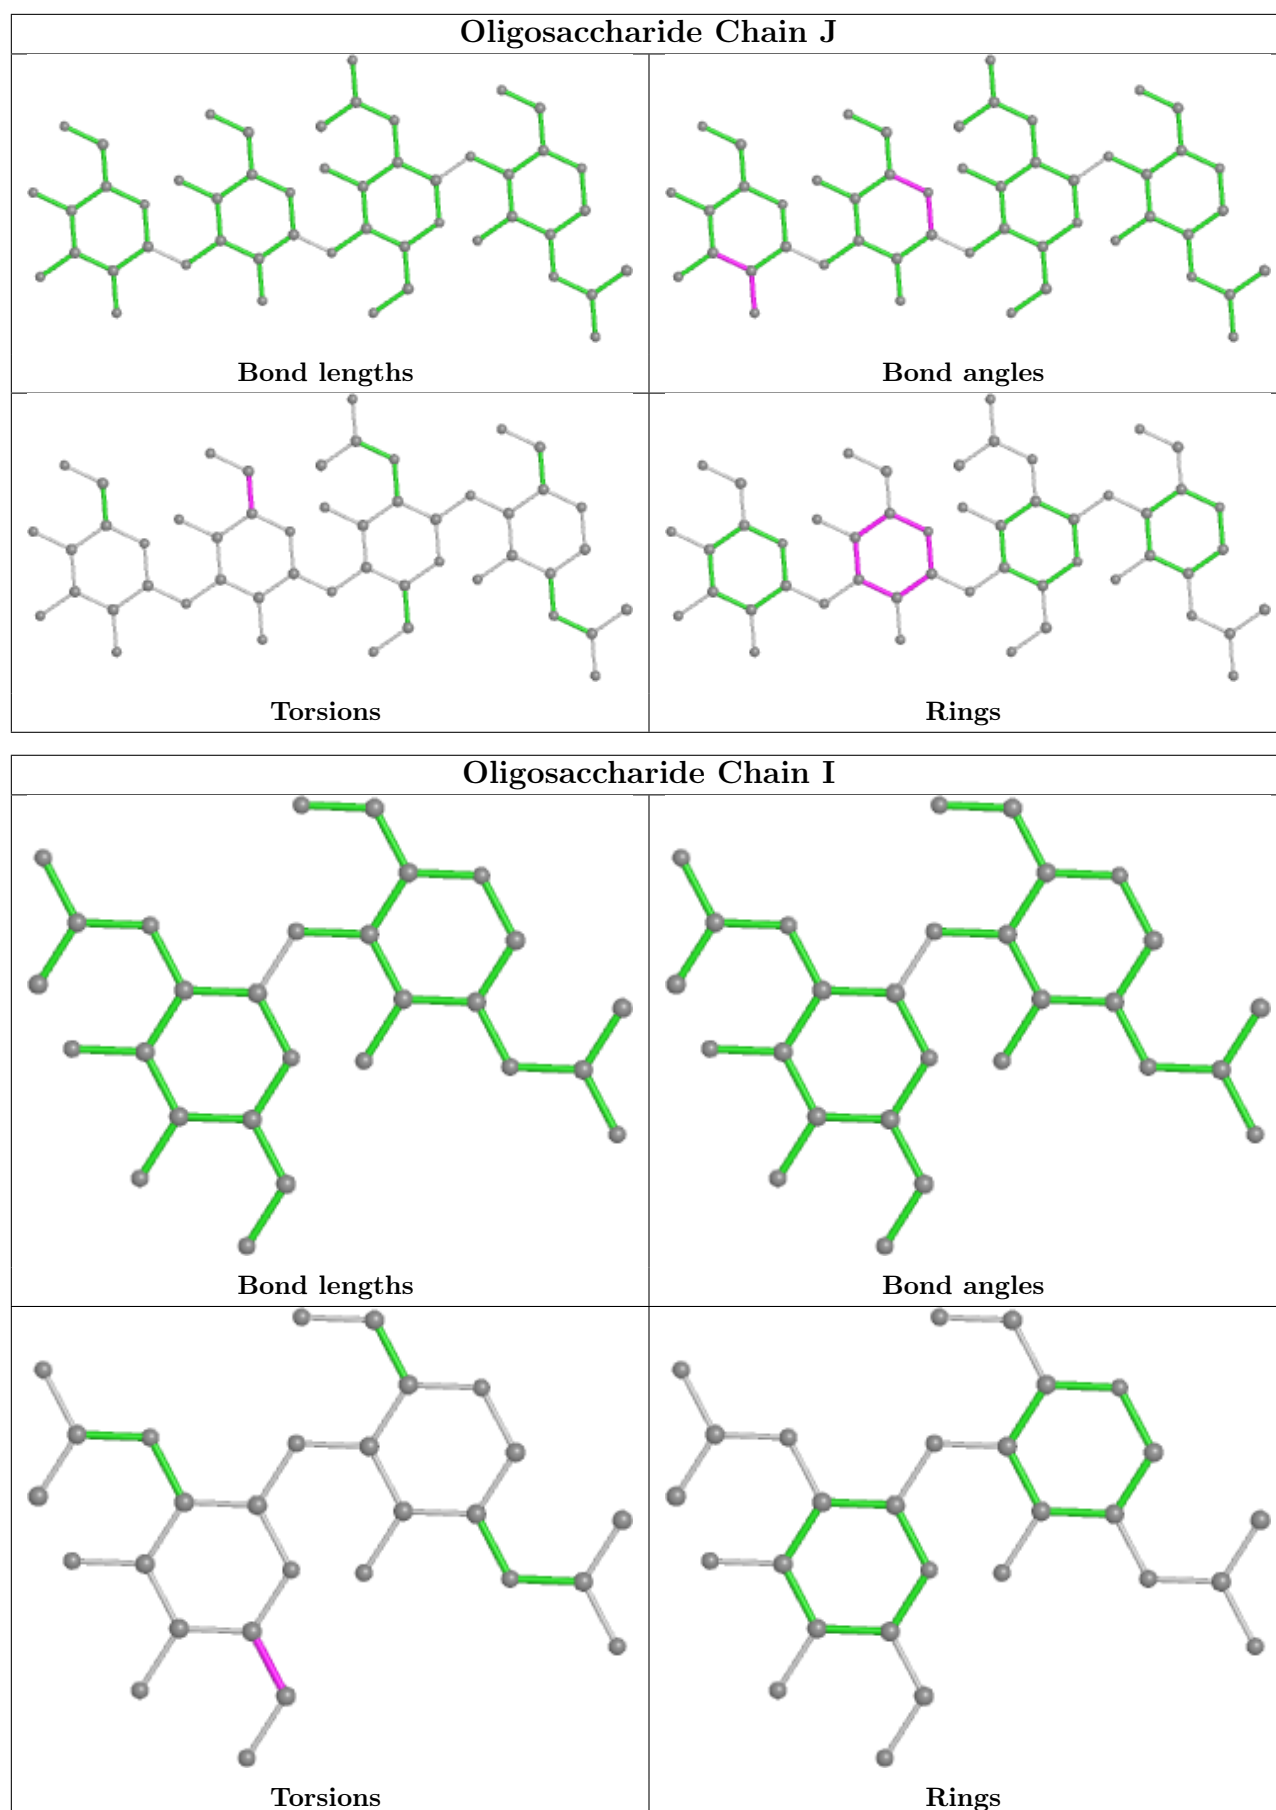 Oligosaccharide Chain J
Bond lengths
Bond angles
Torsions
Rings
Oligosaccharide Chain I
Bond lengths
Bond angles
Torsions
Rings